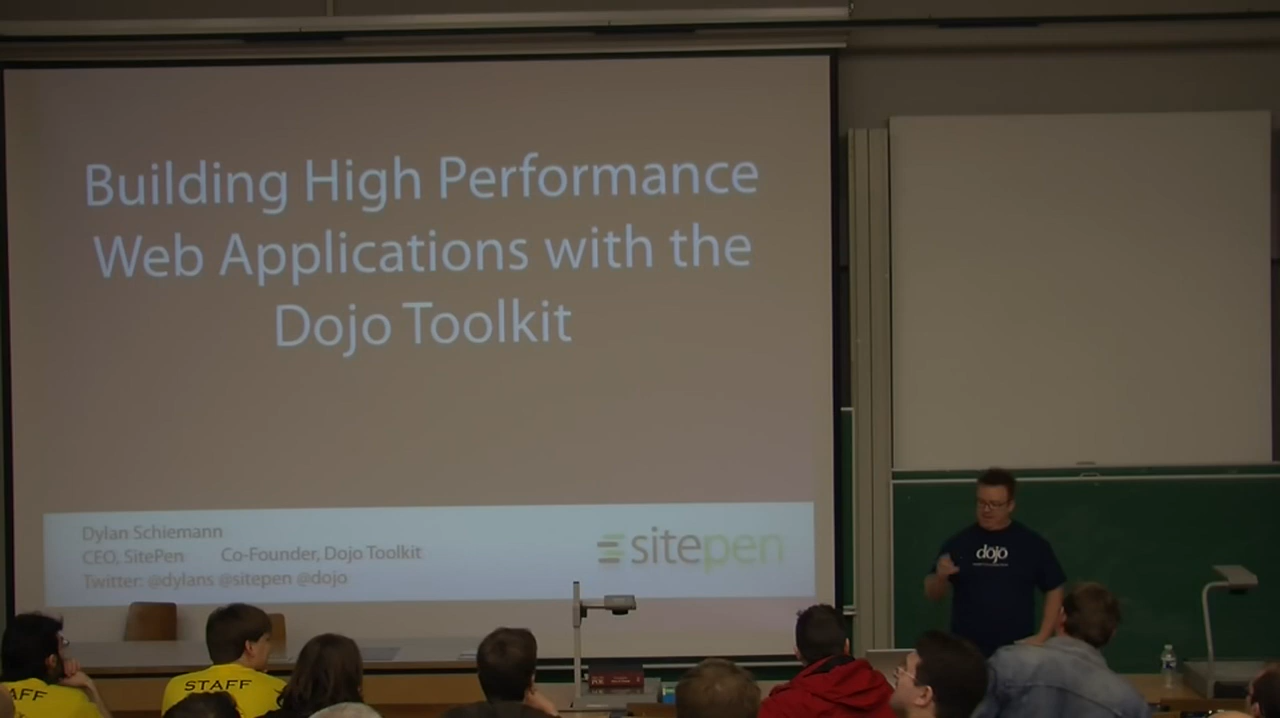 Building High Performance
Web Applications with the
Dojo Toolkit
Dylan Schiemann
CEO, SitePen Co-Founder, Dojo Toolkit
Twitter: @dylans @sitepen @dojo
sitepen
dojo
AFF
STAFF